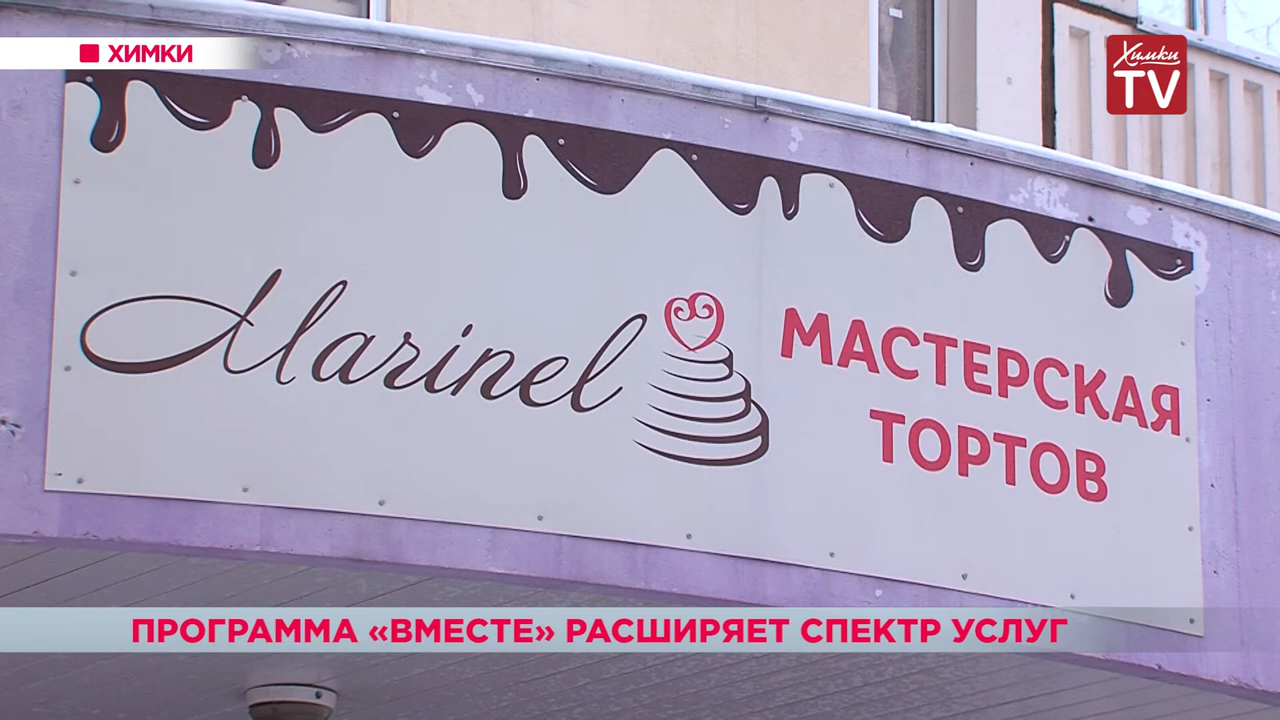 ХИМКИ
Химки
TV
Marinel
МАСТЕРСКАЯ
ТОРТОВ
ПРОГРАММА «ВМЕСТЕ» РАСШИРЯЕТ СПЕКТР УСЛУГ